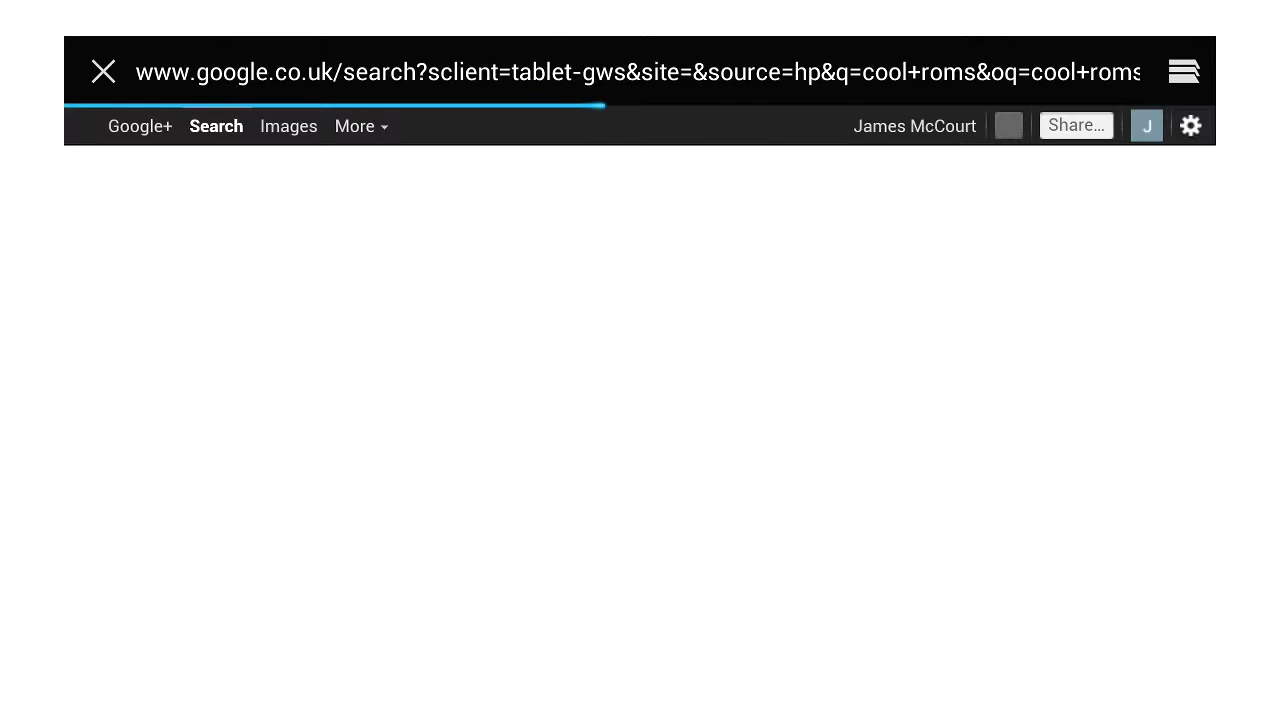 www.google.co.uk/search?sclient=tablet-gws&site=&source=hp&q=cool+roms&oq=cool+roms
Google+ Search Images More James McCourt Share... J